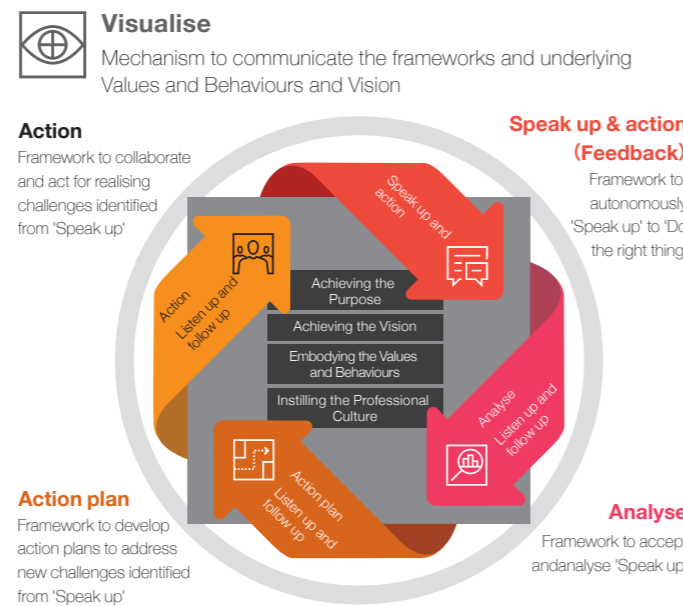 Visualise
Mechanism to communicate the frameworks and underlying
Values and Behaviours and Vision
Action
Framework to collaborate
and act for realising
challenges identified
from 'Speak up'
Speak up & action
(Feedback)
Framework to
autonomously
'Speak up' to 'Do
the right thing
Speak up and
action
Action
Listen up and
follow up
Achieving the
Purpose
Achieving the Vision
Embodying the Values
and Behaviours
Instilling the Professional
Culture
Analyse
Listen up and
follow up
Action plan
Listen up and
follow up
Action plan
Framework to develop
action plans to address
new challenges identified
from 'Speak up'
Analyse
Framework to accep
andanalyse 'Speak up